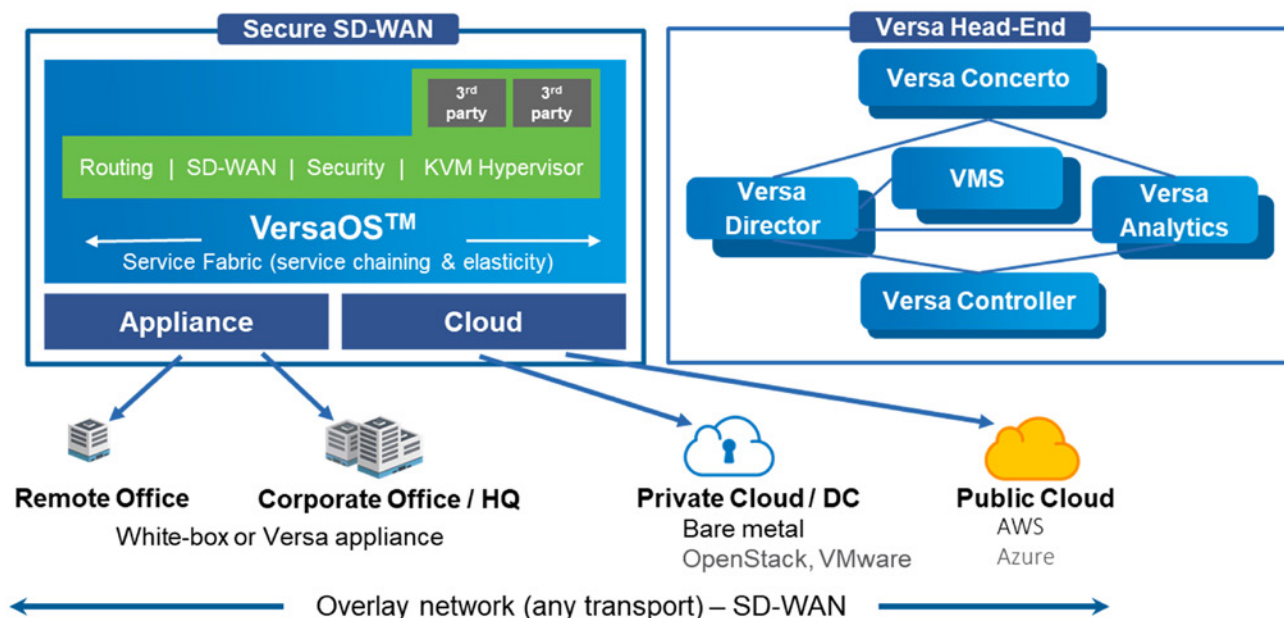 Secure SD-WAN
3rd party
3rd party
Routing | SD-WAN | Security | KVM Hypervisor
VersaOS™
Service Fabric (service chaining & elasticity)
Appliance
Cloud
Versa Head-End
Versa Concerto
VMS
Versa
Director
Versa
Analytics
Versa Controller
Remote Office
Corporate Office / HQ
White-box or Versa appliance
Private Cloud / DC
Bare metal
OpenStack, VMware
Public Cloud
AWS
Azure
Overlay network (any transport) – SD-WAN